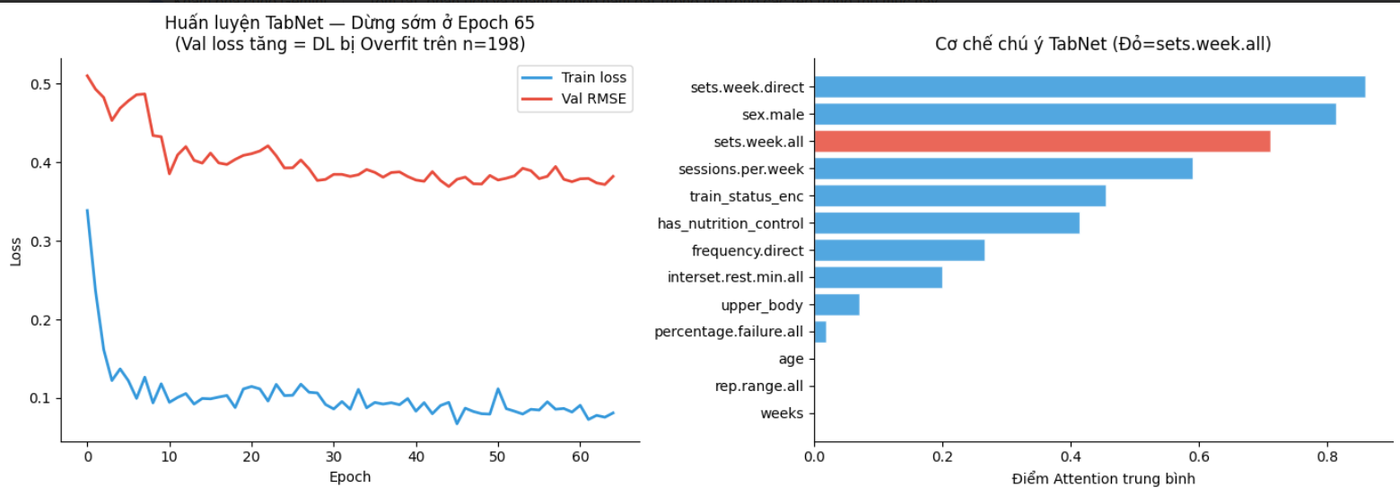 Huấn luyện TabNet — Dừng sớm ở Epoch 65
(Val loss tăng = DL bị Overfit trên n=198)
Train loss
Val RMSE
0.5
0.4
0.3
0.2
0.1
Loss
0
10
20
30
40
50
60
Epoch
Cơ chế chú ý TabNet (Đỏ=sets.week.all)
sets.week.direct
sex.male
sets.week.all
sessions.per.week
train_status_enc
has_nutrition_control
frequency.direct
interset.rest.min.all
upper_body
percentage.failure.all
age
rep.range.all
weeks
0.0
0.2
0.4
0.6
0.8
Điểm Attention trung bình